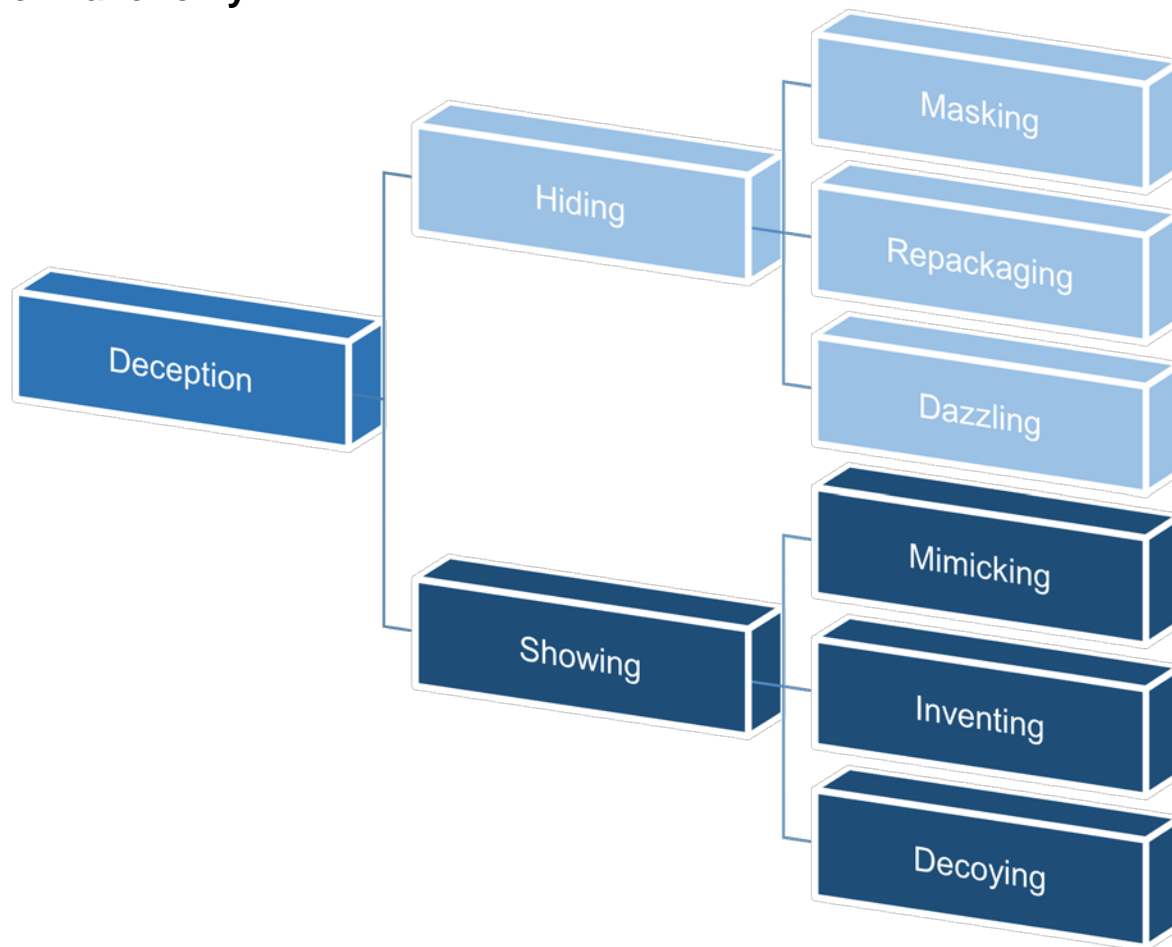 Deception
Hiding
Masking
Repackaging
Dazzling
Showing
Mimicking
Inventing
Decoying